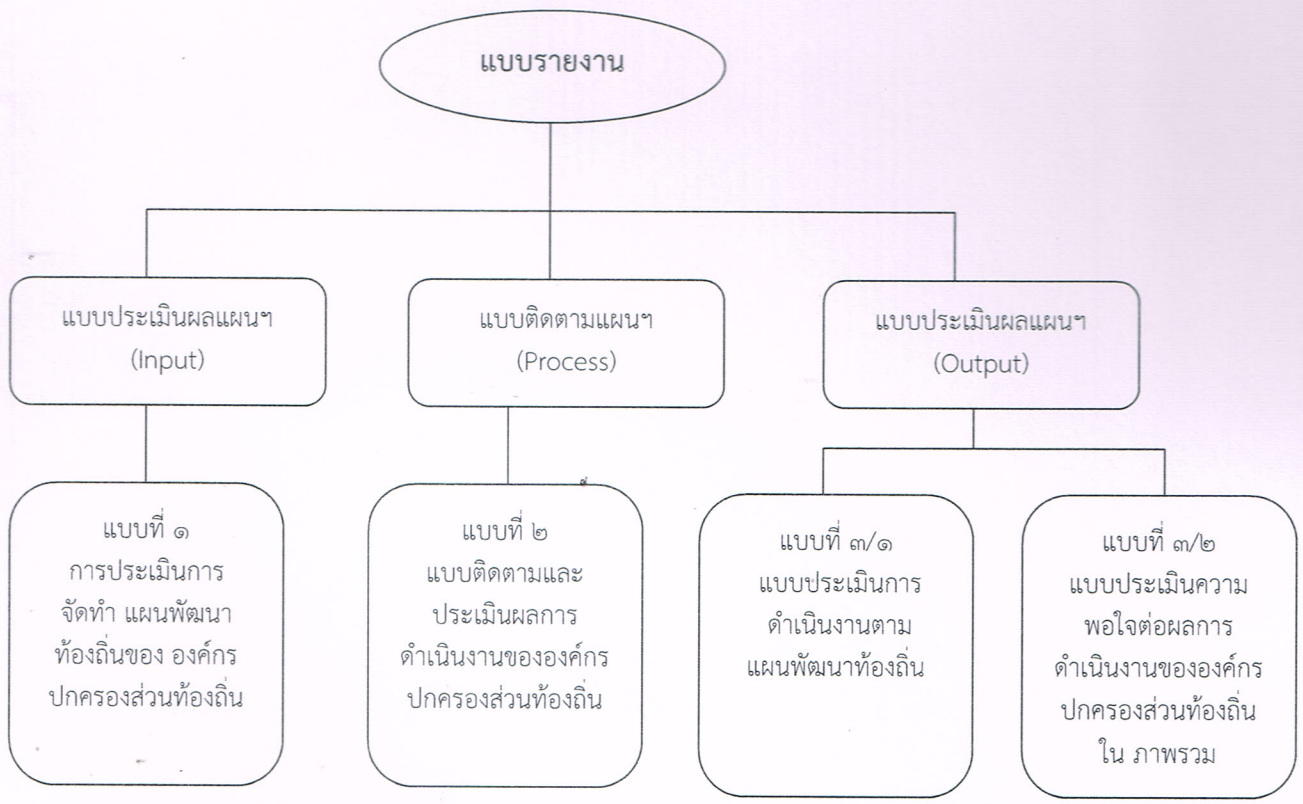 แบบรายงาน
แบบประเมินผลแผนฯ
(Input)
แบบติดตามแผนฯ
(Process)
แบบประเมินผลแผนฯ
(Output)
แบบที่ ๑
การประเมินการ
จัดทำ แผนพัฒนา
ท้องถิ่นของ องค์กร
ปกครองส่วนท้องถิ่น
แบบที่ ๒
แบบติดตามและ
ประเมินผลการ
ดำเนินงานขององค์กร
ปกครองส่วนท้องถิ่น
แบบที่ ๓/๑
แบบประเมินการ
ดำเนินงานตาม
แผนพัฒนาท้องถิ่น
แบบที่ ๓/๒
แบบประเมินความ
พอใจต่อผลการ
ดำเนินงานขององค์กร
ปกครองส่วนท้องถิ่น
ใน ภาพรวม